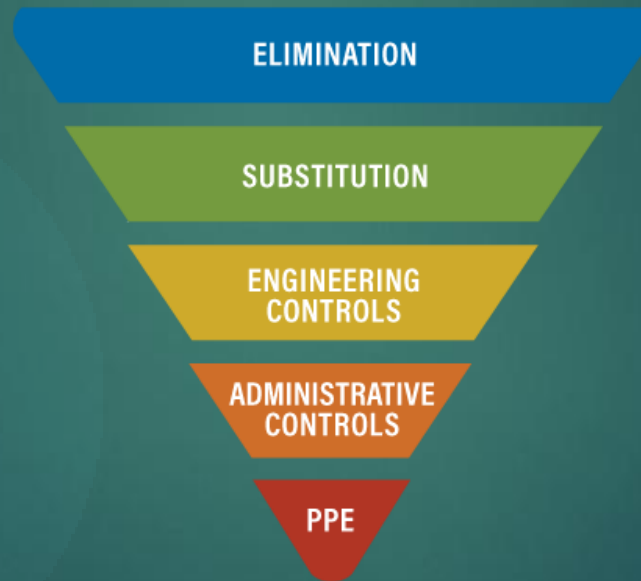 ELIMINATION
SUBSTITUTION
ENGINEERING
CONTROLS
ADMINISTRATIVE
CONTROLS
PPE